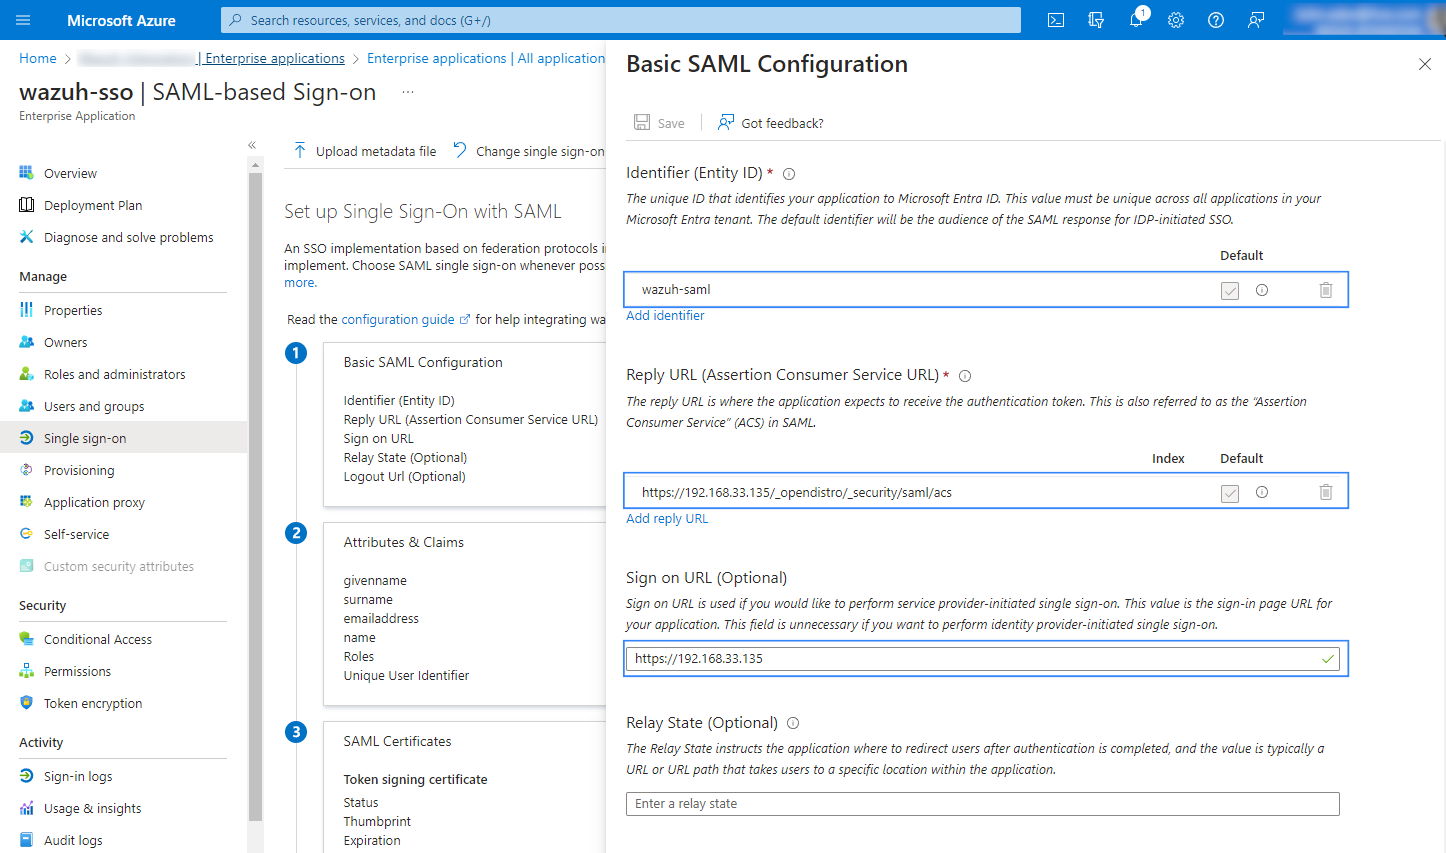 Microsoft Azure
Search resources, services, and docs (G+/)
1
Home > | Enterprise applications > Enterprise applications | All application
wazuh-sso | SAML-based Sign-on ...
Enterprise Application
«
Overview
Deployment Plan
Diagnose and solve problems
Manage
Properties
Owners
Roles and administrators
Users and groups
Single sign-on
Provisioning
Application proxy
Self-service
Custom security attributes
Security
Conditional Access
Permissions
Token encryption
Activity
Sign-in logs
Usage & insights
Audit logs
Upload metadata file Change single sign-on
Set up Single Sign-On with SAML
An SSO implementation based on federation protocols i
implement. Choose SAML single sign-on whenever poss
more.
Read the configuration guide for help integrating wa
1
Basic SAML Configuration
Identifier (Entity ID)
Reply URL (Assertion Consumer Service URL)
Sign on URL
Relay State (Optional)
Logout Url (Optional)
2
Attributes & Claims
givenname
surname
emailaddress
name
Roles
Unique User Identifier
3
SAML Certificates
Token signing certificate
Status
Thumbprint
Expiration
Basic SAML Configuration
Save | Got feedback?
Identifier (Entity ID) *
The unique ID that identifies your application to Microsoft Entra ID. This value must be unique across all applications in your
Microsoft Entra tenant. The default identifier will be the audience of the SAML response for IDP-initiated SSO.
Default
wazuh-saml
Add identifier
Reply URL (Assertion Consumer Service URL) *
The reply URL is where the application expects to receive the authentication token. This is also referred to as the "Assertion
Consumer Service" (ACS) in SAML.
Index Default
https://192.168.33.135/_opendistro/_security/saml/acs
Add reply URL
Sign on URL (Optional)
Sign on URL is used if you would like to perform service provider-initiated single sign-on. This value is the sign-in page URL for
your application. This field is unnecessary if you want to perform identity provider-initiated single sign-on.
https://192.168.33.135
Relay State (Optional)
The Relay State instructs the application where to redirect users after authentication is completed, and the value is typically a
URL or URL path that takes users to a specific location within the application.
Enter a relay state